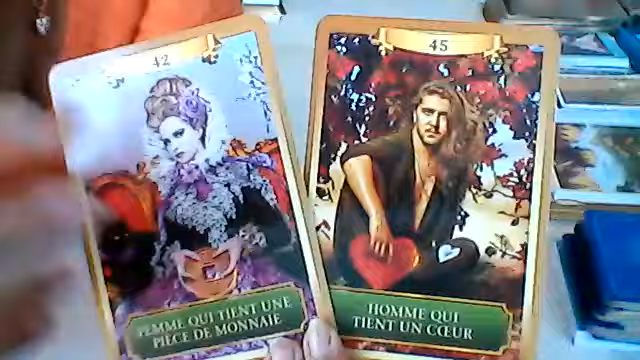 42
FEMME QUI TIENT UNE
PIÈCE DE MONNAIE
45
HOMME QUI
TIENT UN CŒUR